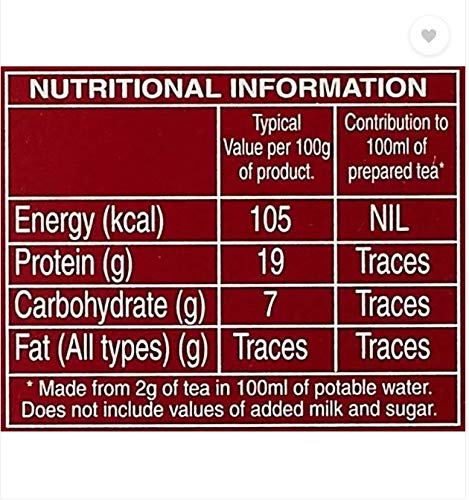 NUTRITIONAL INFORMATION
Typical Value per 100g of product.
Contribution to 100ml of prepared tea*
Energy (kcal) 105 NIL
Protein (g) 19 Traces
Carbohydrate (g) 7 Traces
Fat (All types) (g) Traces Traces
* Made from 2g of tea in 100ml of potable water.
Does not include values of added milk and sugar.